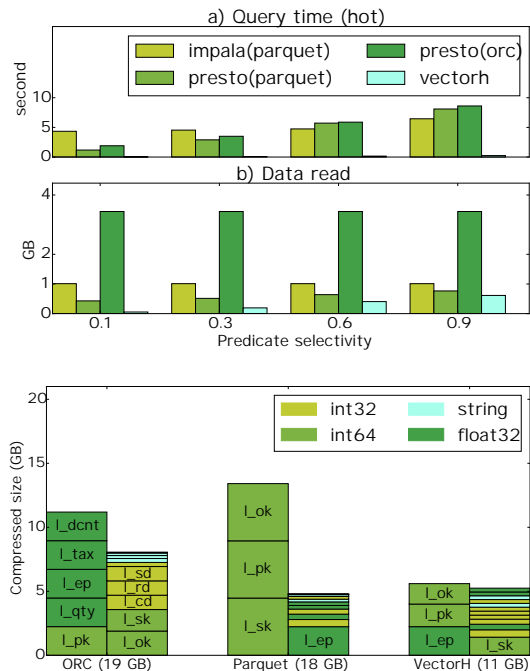 a) Query time (hot)
impala(parquet)
presto(orc)
presto(parquet)
vectorh
second
10
5
0
b) Data read
GB
4
2
1
0
0.1
0.3
0.6
0.9
Predicate selectivity
Compressed size (GB)
20
15
10
5
0
int32
string
int64
float32
l_dcnt
l_tax
l_ep
l_qty
l_pk
l_sd
l_rd
l_cd
l_sk
l_ok
l_ok
l_pk
l_sk
l_ep
l_ok
l_pk
l_ep
l_sk
ORC (19 GB)
Parquet (18 GB)
VectorH (11 GB)